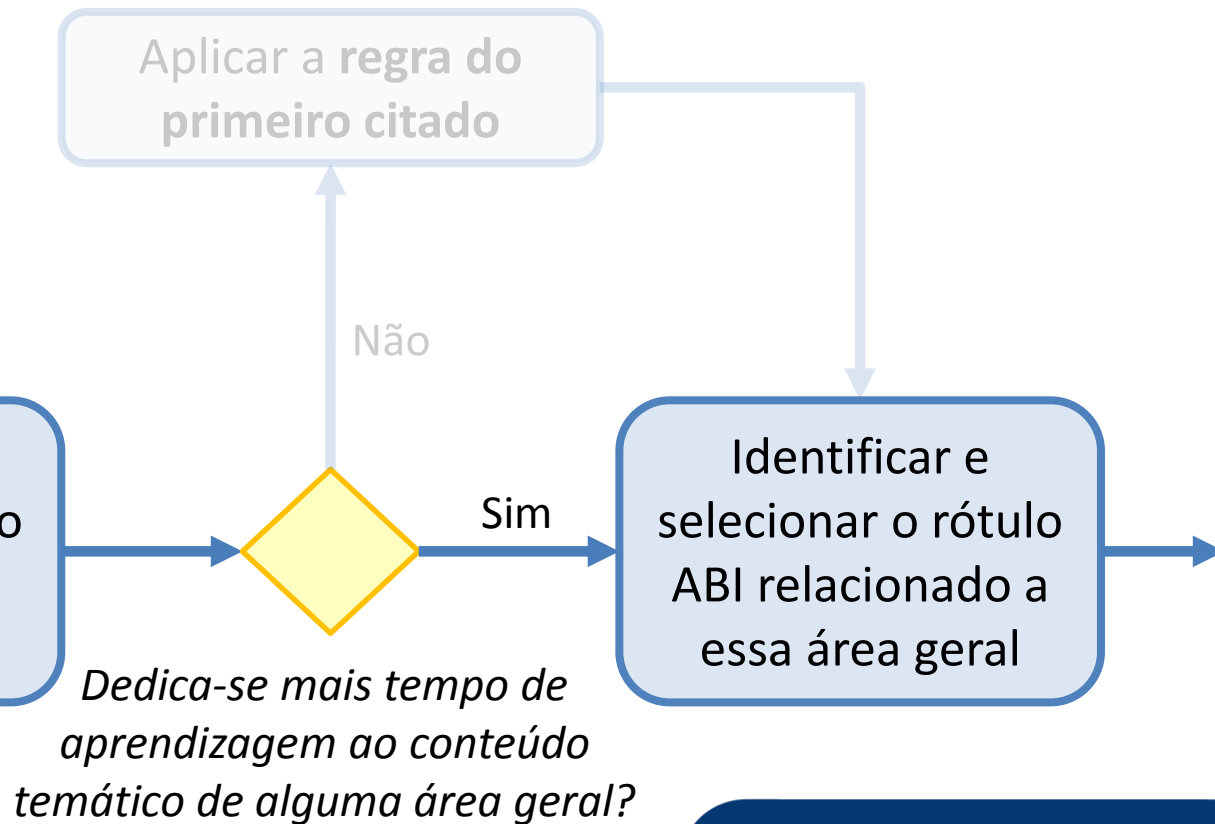 Aplicar a regra do
primeiro citado
Não
o
Sim
Identificar e
selecionar o rótulo
ABI relacionado a
essa área geral
Dedica-se mais tempo de
aprendizagem ao conteúdo
temático de alguma área geral?